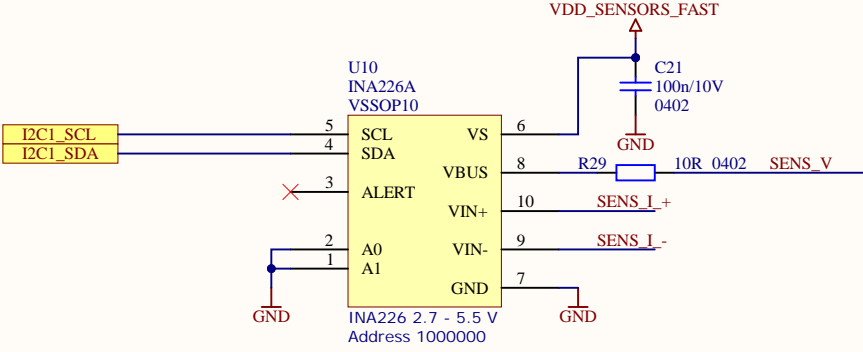 VDD_SENSORS_FAST
U10
INA226A
VSSOP10
C21
100n/10V
0402
GND
I2C1_SCL
I2C1_SDA
5 SCL
4 SDA
3 ALERT
2 A0
1 A1
VS 6
VBUS 8
VIN+ 10
VIN- 9
GND 7
R29 10R 0402 SENS_V
SENS_I_+
SENS_I_-
GND
GND
INA226 2.7 - 5.5 V
Address 1000000